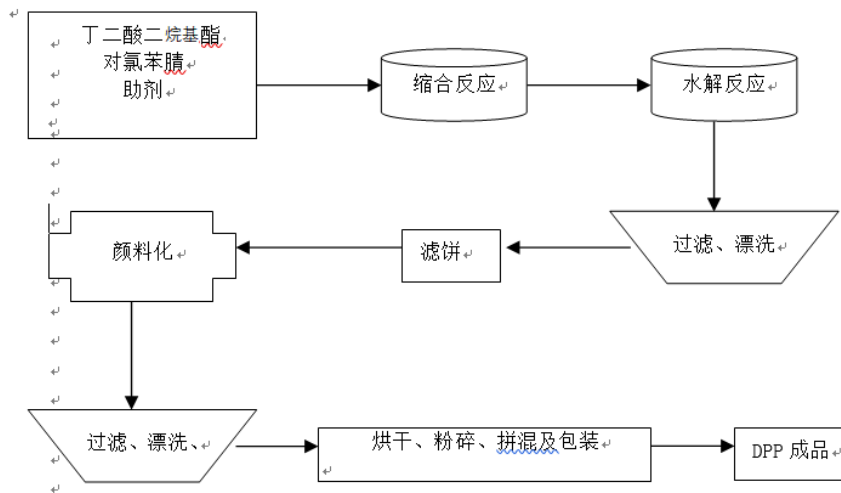 丁二酸二烷基酯
对氯苯腈
助剂
缩合反应
水解反应
颜料化
滤饼
过滤、漂洗
过滤、漂洗、
烘干、粉碎、拼混及包装
DPP 成品